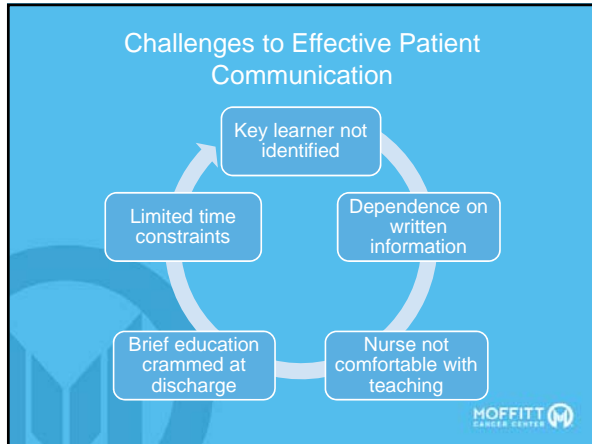 Challenges to Effective Patient
Communication
Key learner not
identified
Dependence on
written
information
Nurse not
comfortable with
teaching
Brief education
crammed at
discharge
Limited time
constraints
MOFFITT
CANCER CENTER